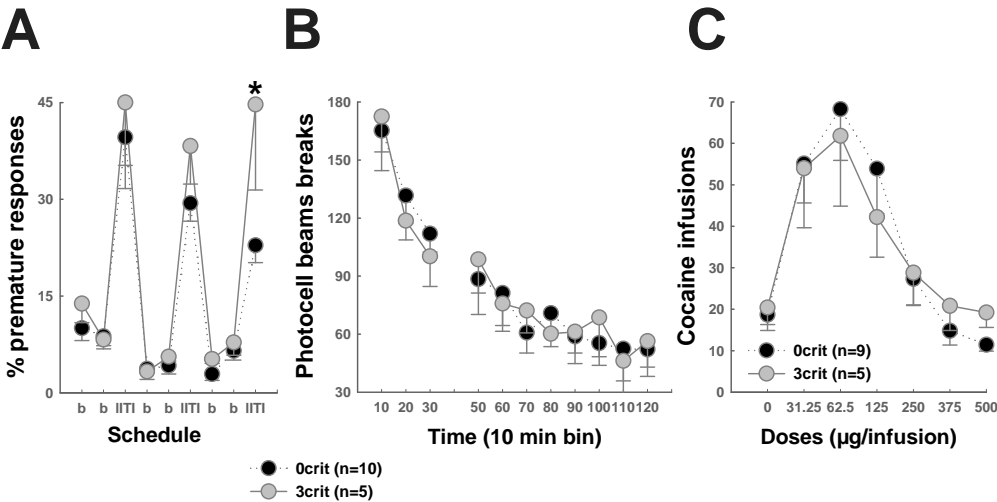 A
B
C
% premature responses
45
30
15
0
*
b b IITI b b IITI b b IITI
Schedule
Photocell beams breaks
180
150
120
90
60
30
10 20 30 50 60 70 80 90 100 110 120
Time (10 min bin)
Cocaine infusions
70
60
50
40
30
20
10
0
0crit (n=9)
3crit (n=5)
0 31.25 62.5 125 250 375 500
Doses (µg/infusion)
0crit (n=10)
3crit (n=5)